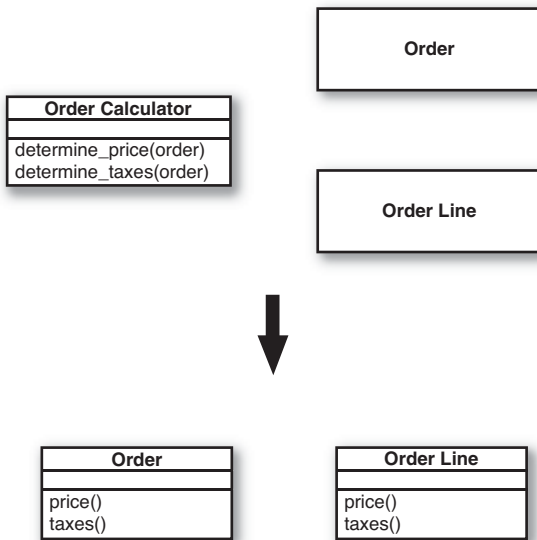 Order
Order Calculator
determine_price(order)
determine_taxes(order)
Order Line
Order
price()
taxes()
Order Line
price()
taxes()